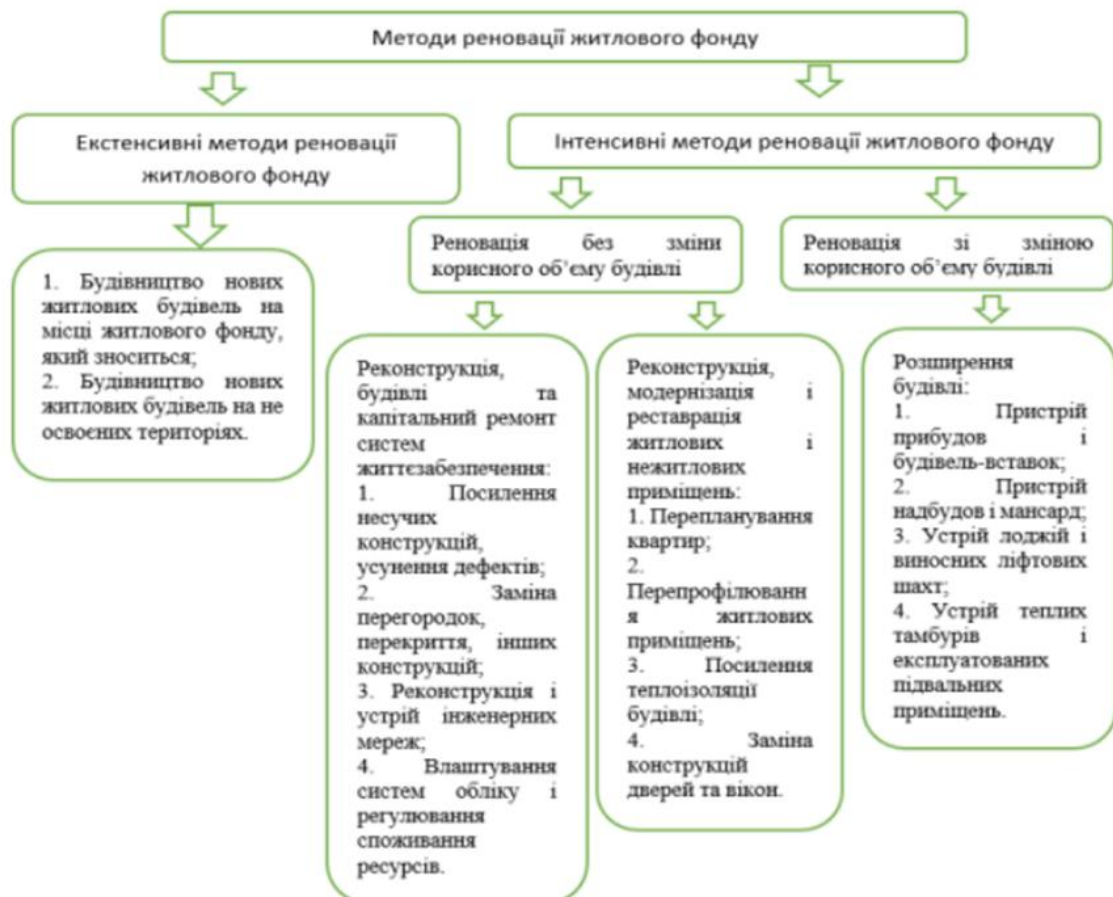 Методи реновації житлового фонду
Екстенсивні методи реновації
житлового фонду
Інтенсивні методи реновації житлового фонду
1. Будівництво нових
житлових будівель на
місці житлового фонду,
який зноситься;
2. Будівництво нових
житлових будівель на не
освоєних територіях.
Реновація без зміни
корисного об’єму будівлі
Реновація зі зміною
корисного об’єму будівлі
Реконструкція,
будівлі та
капітальний ремонт
систем
життєзабезпечення:
1. Посилення
несучих
конструкцій,
усунення дефектів;
2. Заміна
перегородок,
перекриття, інших
конструкцій;
3. Реконструкція і
устрій інженерних
мереж;
4. Влаштування
систем обліку і
регулювання
споживання
ресурсів.
Реконструкція,
модернізація і
реставрація
житлових і
нежитлових
приміщень:
1. Перепланування
квартир;
2.
Перепрофілюванн
я житлових
приміщень;
3. Посилення
теплоізоляції
будівлі;
4. Заміна
конструкцій
дверей та вікон.
Розширення
будівлі:
1. Пристрій
прибудов і
будівель-вставок;
2. Пристрій
надбудов і мансард;
3. Устрій лоджій і
виносних ліфтових
шахт;
4. Устрій теплих
тамбурів і
експлуатованих
підвальних
приміщень.